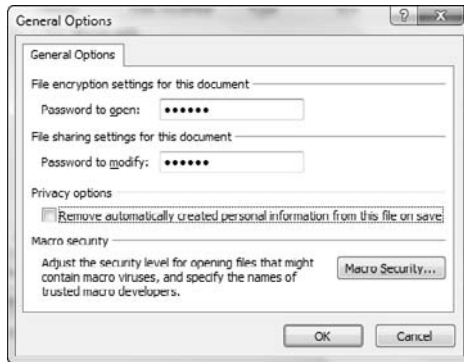 General Options
General Options
File encryption settings for this document
Password to open: ••••••
File sharing settings for this document
Password to modify: ••••••
Privacy options
Remove automatically created personal information from this file on save
Macro security
Adjust the security level for opening files that might
contain macro viruses, and specify the names of
trusted macro developers.
Macro Security...
OK Cancel